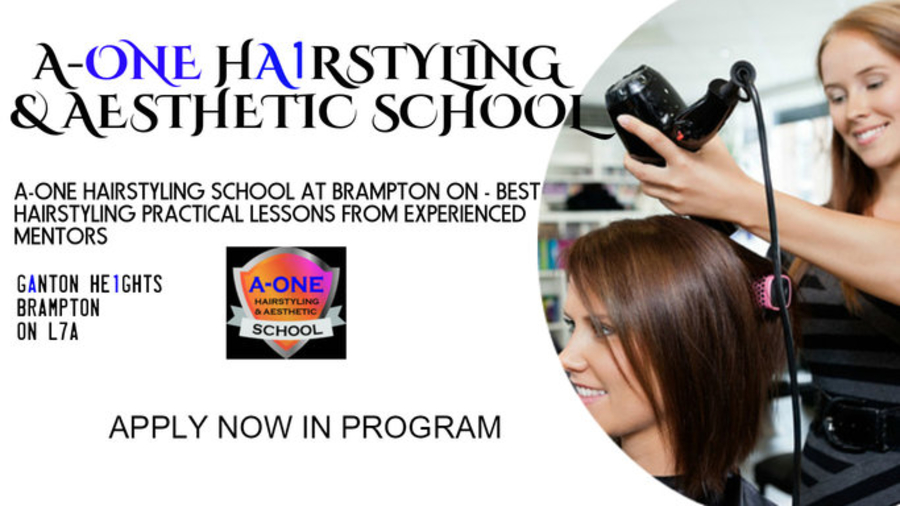 A-ONE HA1RSTYLING
& AESTHETIC SCHOOL
A-ONE HAIRSTYLING SCHOOL AT BRAMPTON ON - BEST
HAIRSTYLING PRACTICAL LESSONS FROM EXPERIENCED
MENTORS
GANTON HE1GHTS
BRAMPTON
ON L7A
A-ONE
HAIRSTYLING
& AESTHETIC
SCHOOL
APPLY NOW IN PROGRAM